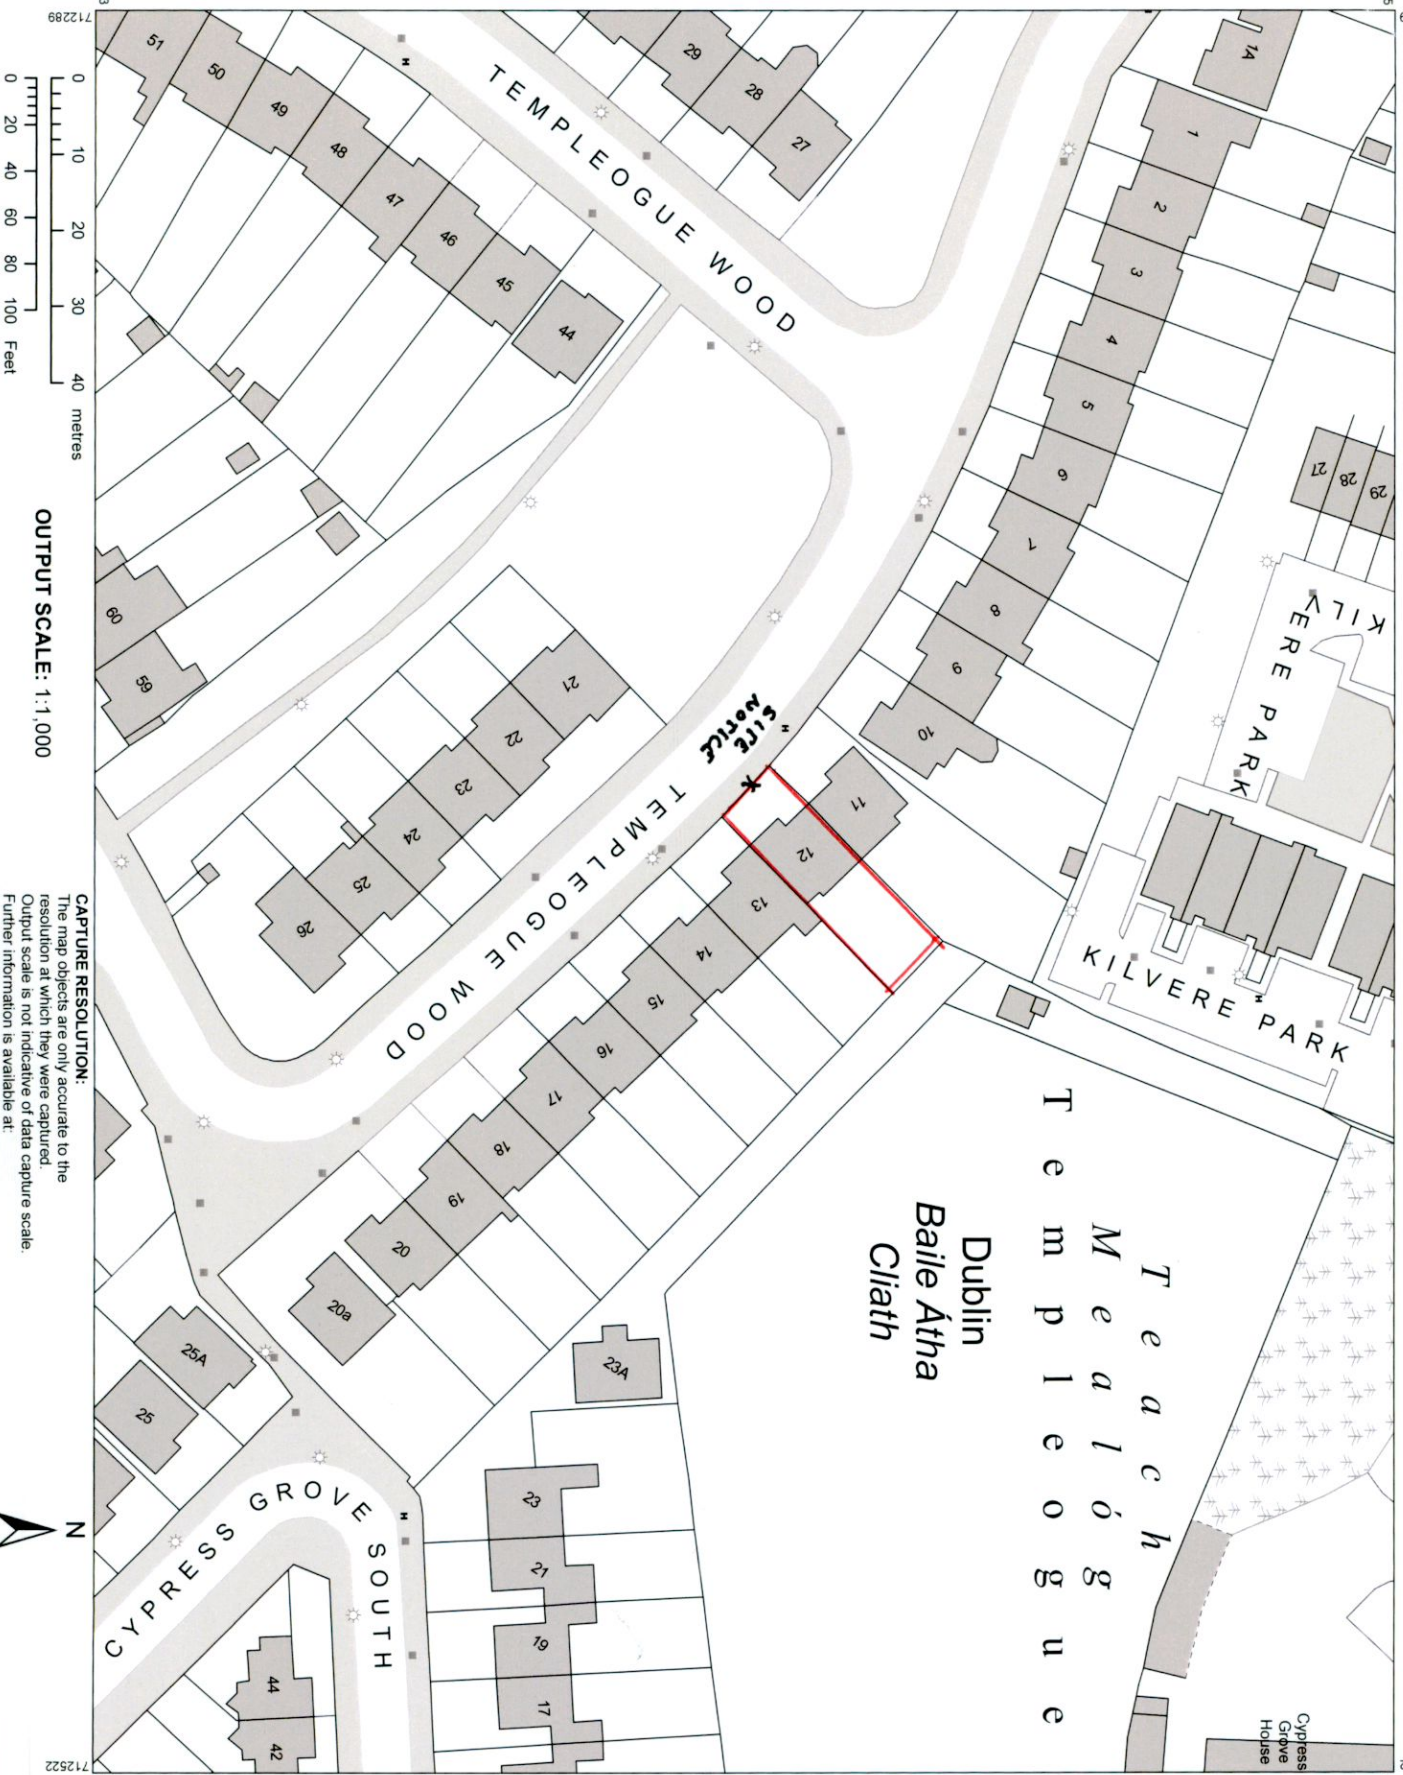 712289
TEMPLEOGUE WOOD
1A
1
2
3
4
5
6
7
8
9
10
11
12
13
14
15
16
17
18
19
20
20a
21
22
23
24
25
26
27
28
29
51
50
49
48
47
46
45
44
60
59
27
28
29
KILVERE PARK
KILVERE PARK
SITE
NOTICE
TEMPLEOGUE WOOD
Teach
Mealóg
Templeogue
Dublin
Baile Átha
Cliath
23A
23
21
19
17
25A
25
CYPRESS GROVE SOUTH
44
42
Cypress
Grove
House
H
H
H
H
H
712522
0 10 20 30 40 metres
0 20 40 60 80 100 Feet
OUTPUT SCALE: 1:1,000
CAPTURE RESOLUTION:
The map objects are only accurate to the
resolution at which they were captured.
Output scale is not indicative of data capture scale.
Further information is available at:
N